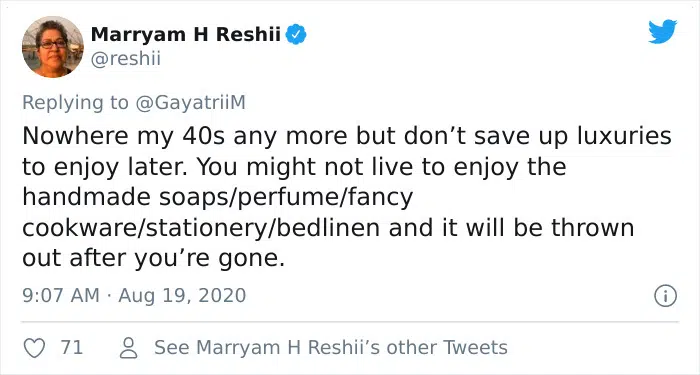 Marryam H Reshii
@reshii
Replying to @GayatriiM
Nowhere my 40s any more but don’t save up luxuries
to enjoy later. You might not live to enjoy the
handmade soaps/perfume/fancy
cookware/stationery/bedlinen and it will be thrown
out after you’re gone.
9:07 AM · Aug 19, 2020
71 See Marryam H Reshii’s other Tweets